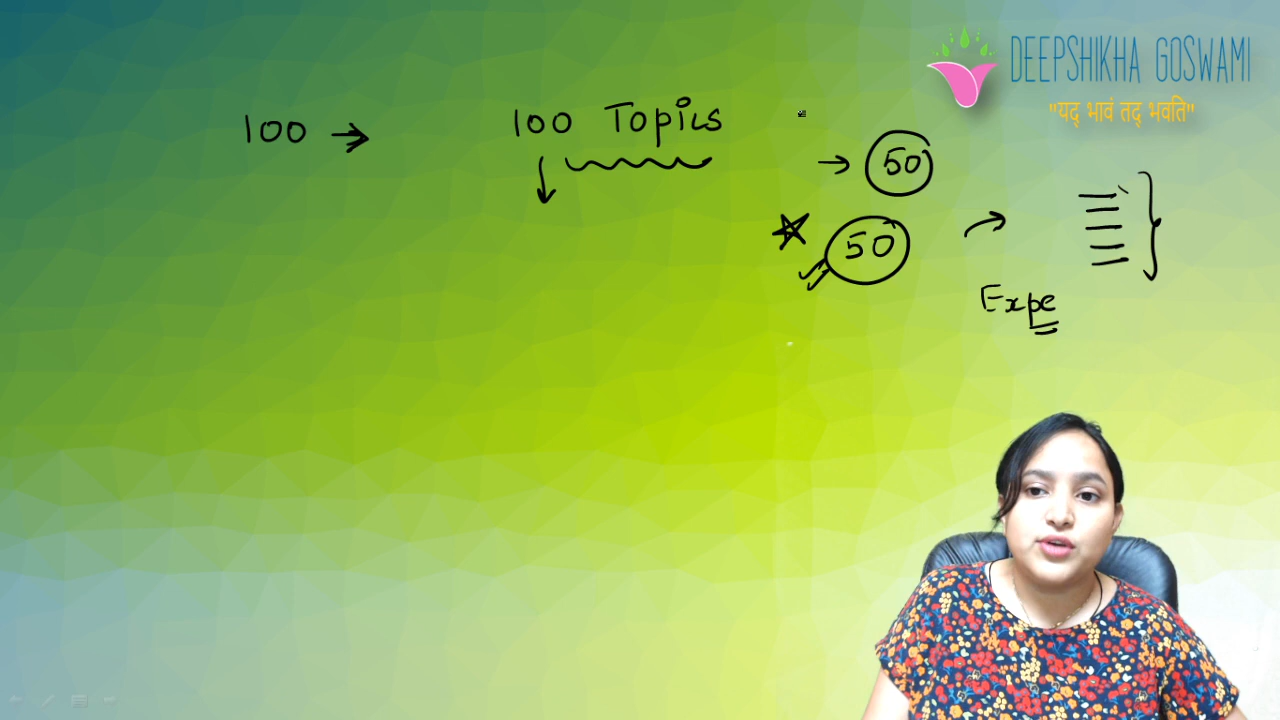 DEEPSHIKHA GOSWAMI
"यद् भावं तद् भवति"
100 → 100 Topics
→ 50
50
Expe